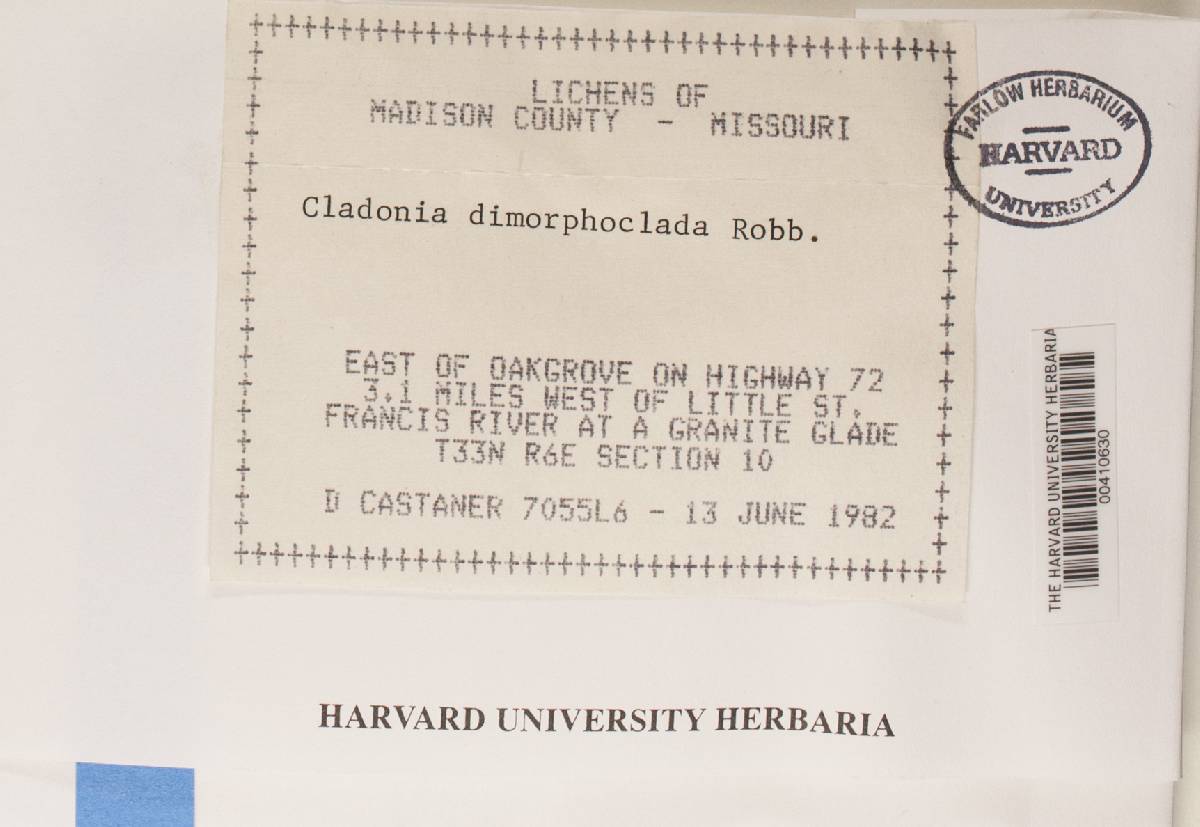 LICHENS OF
MADISON COUNTY - MISSOURI
Cladonia dimorphoclada Robb.
EAST OF OAKGROVE ON HIGHWAY 72
3.1 MILES WEST OF LITTLE ST.
FRANCIS RIVER AT A GRANITE GLADE
T33N R6E SECTION 10
D CASTANER 7055L6 - 13 JUNE 1982
FARLOW HERBARIUM
HARVARD
UNIVERSITY
THE HARVARD UNIVERSITY HERBARIA
00410630
HARVARD UNIVERSITY HERBARIA